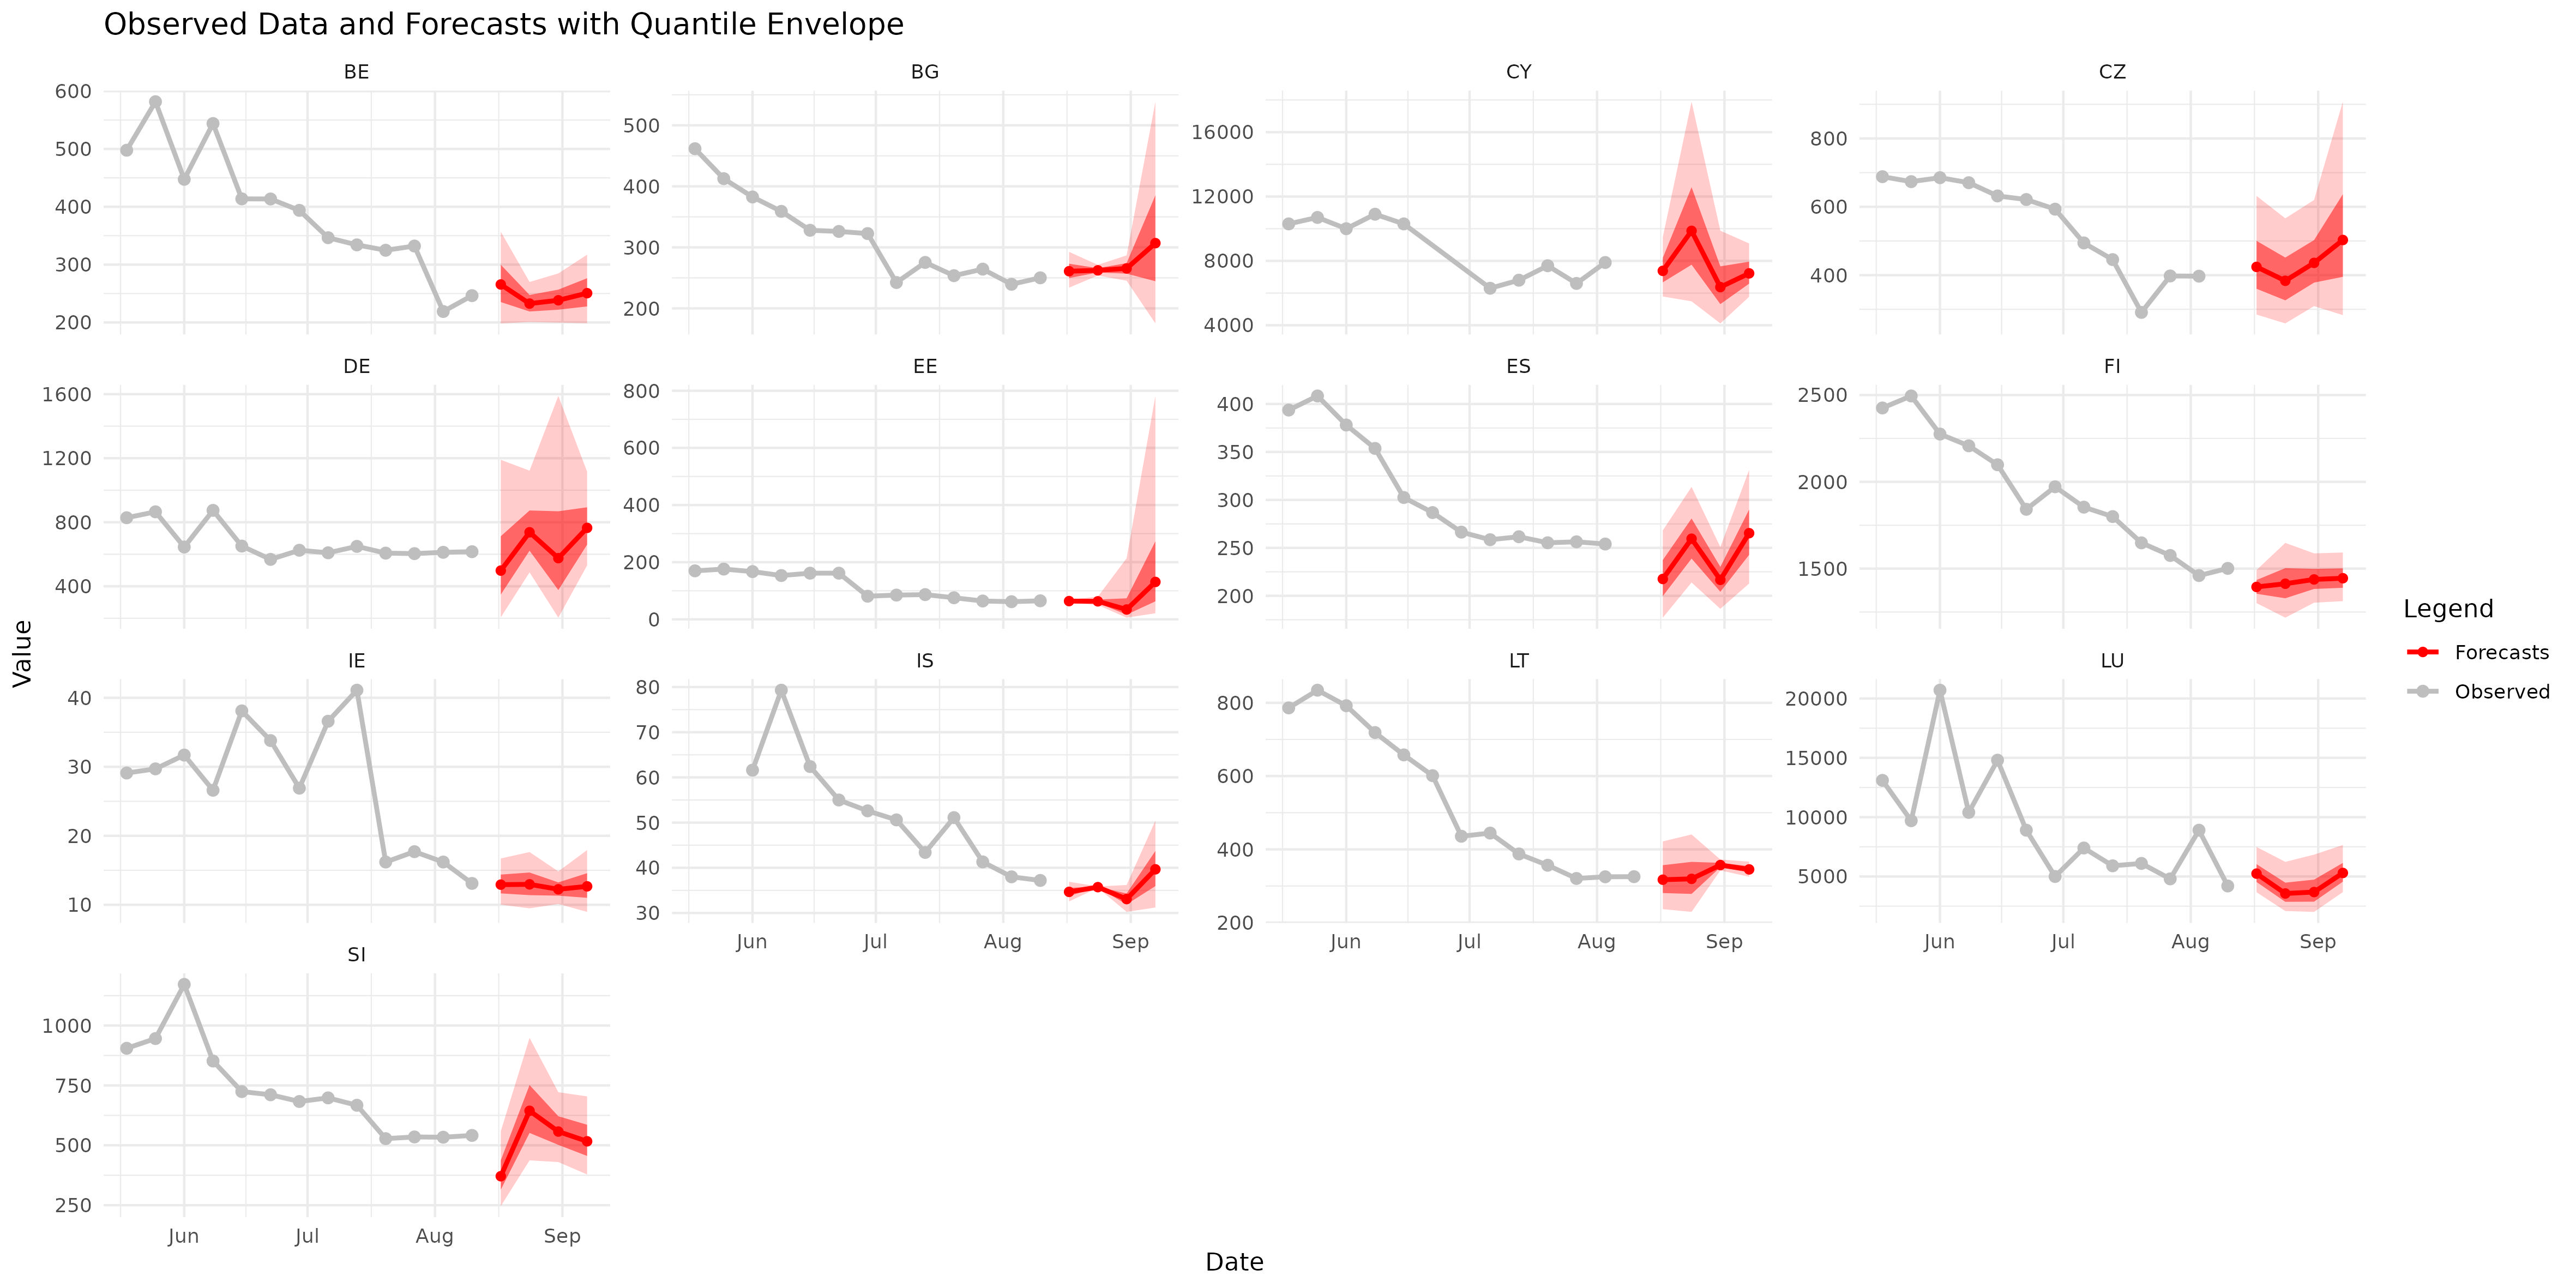 Observed Data and Forecasts with Quantile Envelope
BE
BG
CY
CZ
600
500
400
300
200
500
400
300
200
16000
12000
8000
4000
800
600
400
DE
EE
ES
FI
1600
1200
800
400
800
600
400
200
0
400
350
300
250
200
2500
2000
1500
IE
IS
LT
LU
40
30
20
10
80
70
60
50
40
30
800
600
400
200
20000
15000
10000
5000
Jun Jul Aug Sep
Jun Jul Aug Sep
Jun Jul Aug Sep
SI
1000
750
500
250
Jun Jul Aug Sep
Value
Date
Legend
Forecasts
Observed